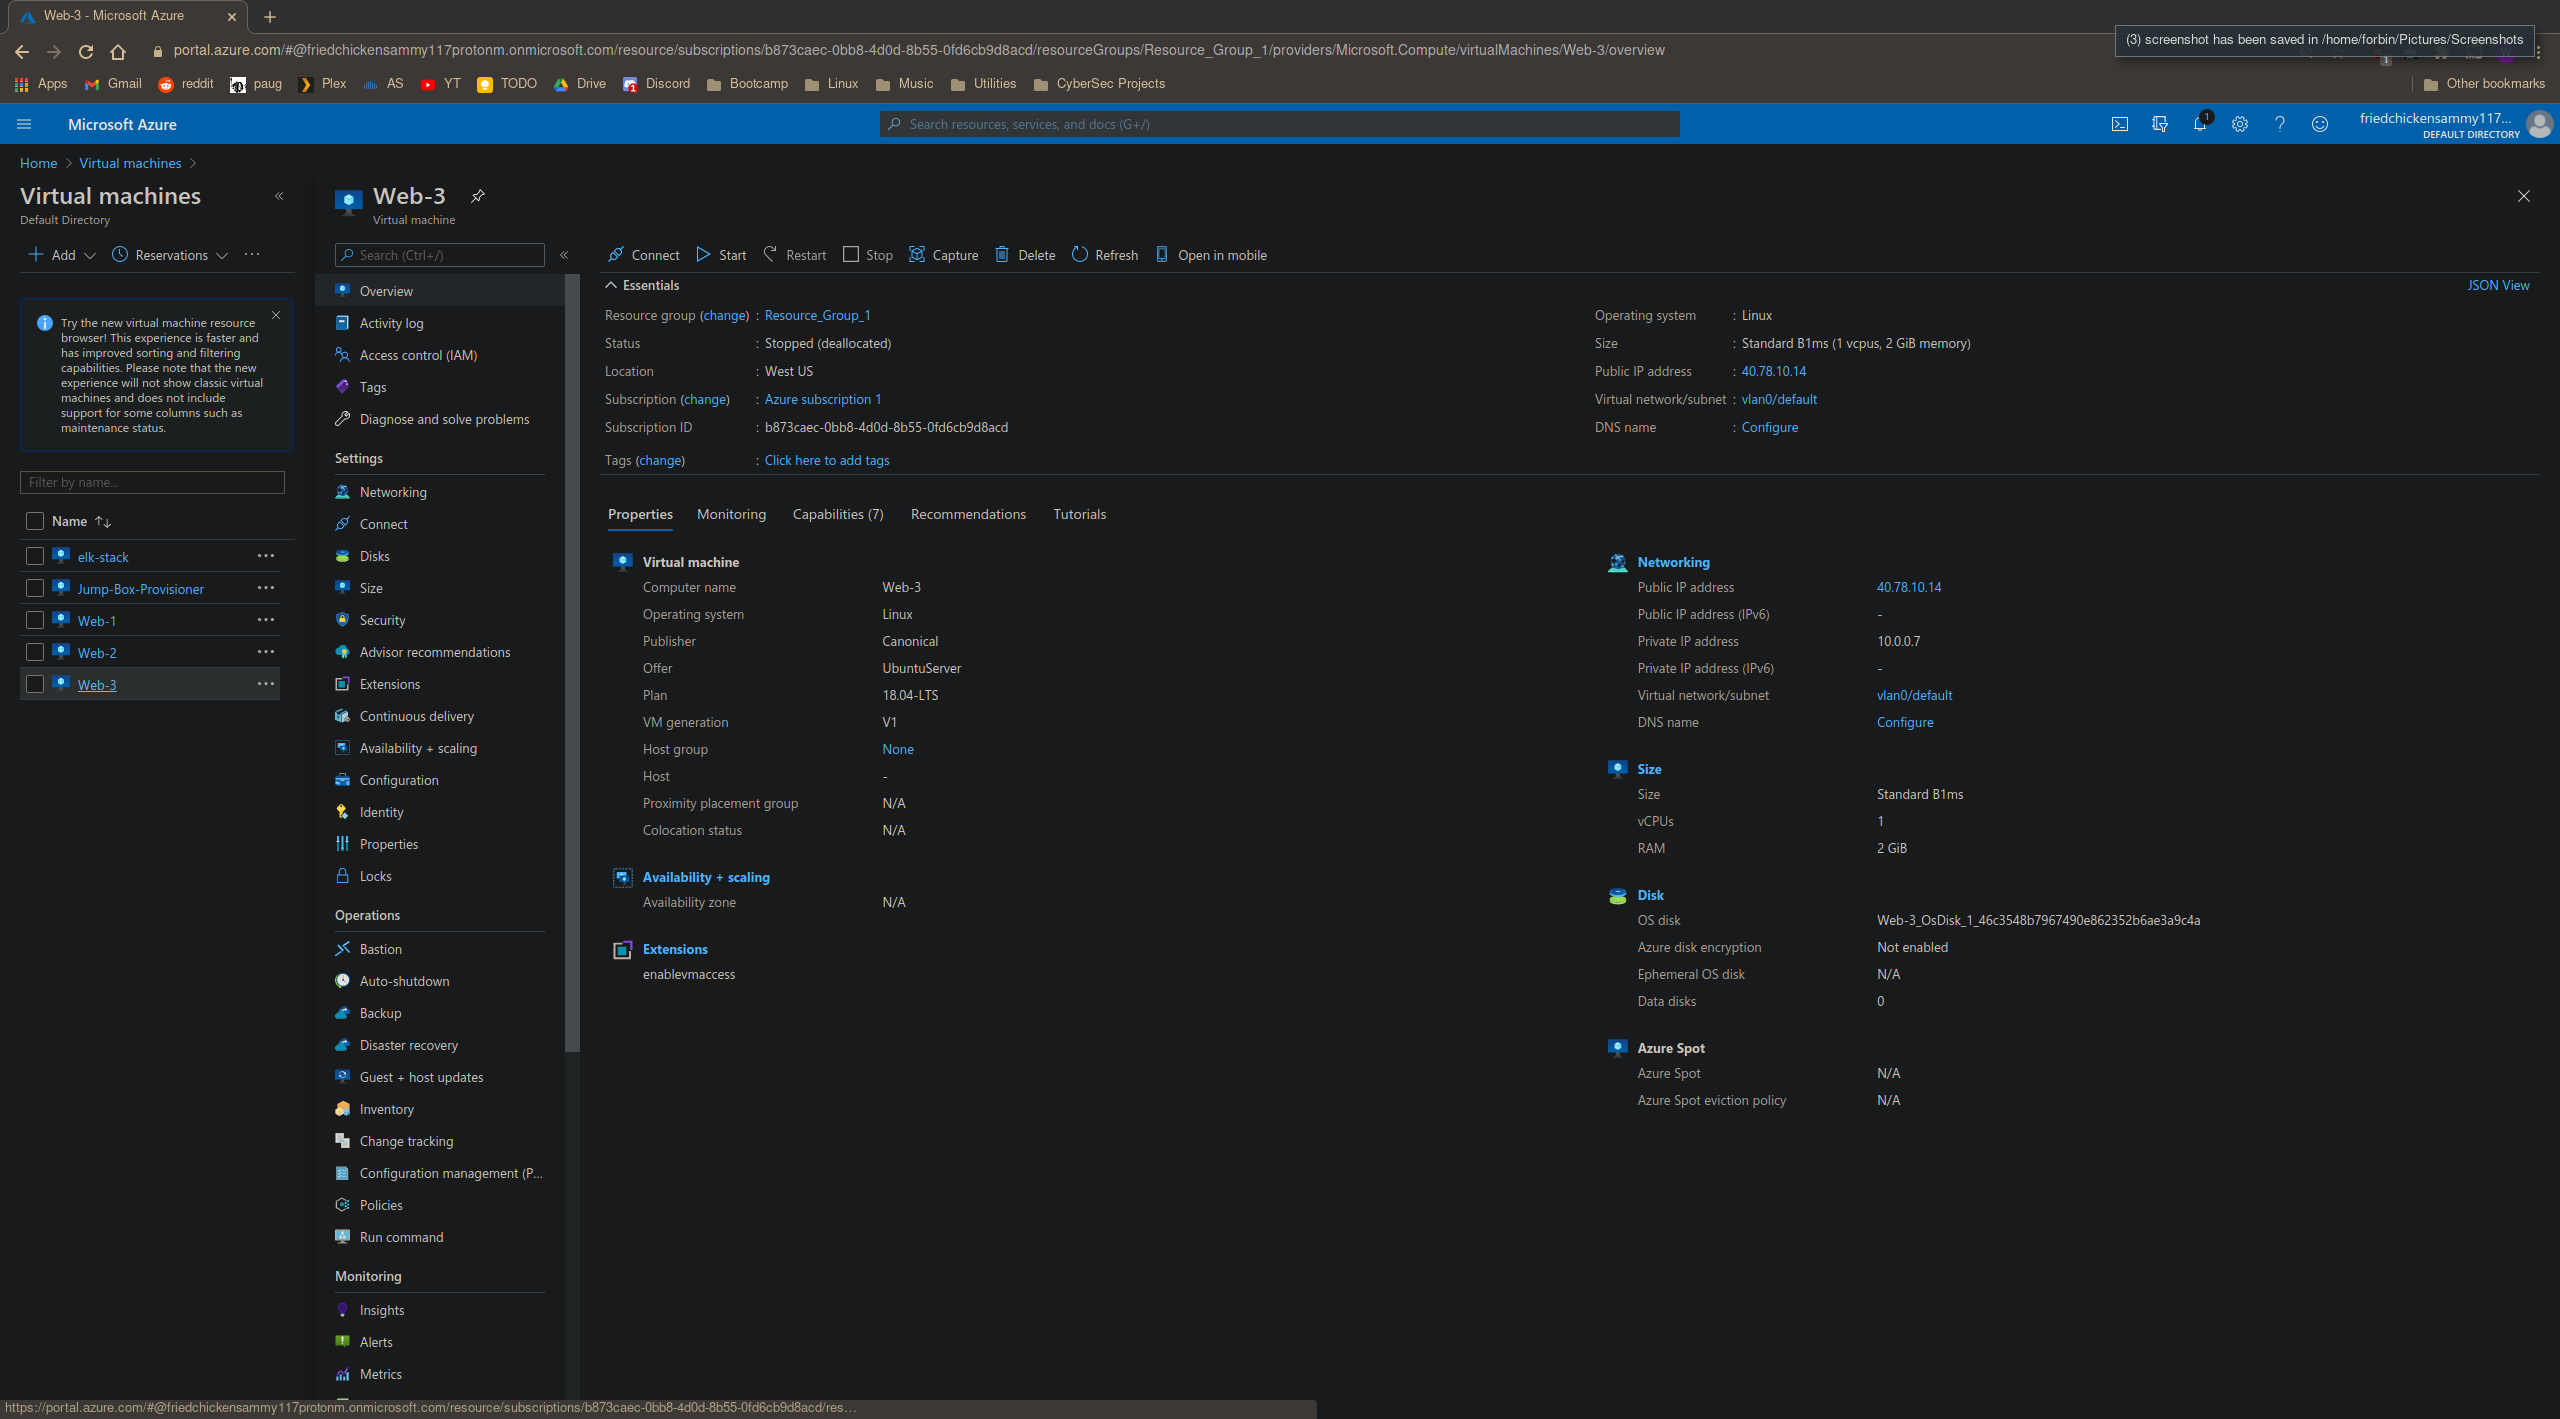 Web-3 - Microsoft Azure
portal.azure.com/#@friedchickensammy117protonm.onmicrosoft.com/resource/subscriptions/b873caec-0bb8-4d0d-8b55-0fd6cb9d8acd/resourceGroups/Resource_Group_1/providers/Microsoft.Compute/virtualMachines/Web-3/overview
(3) screenshot has been saved in /home/forbin/Pictures/Screenshots
Apps Gmail reddit paug Plex AS YT TODO Drive Discord Bootcamp Linux Music Utilities CyberSec Projects Other bookmarks
Microsoft Azure
Search resources, services, and docs (G+/)
1
friedchickensammy117...
DEFAULT DIRECTORY
Home > Virtual machines >
Virtual machines
Default Directory
Add
Reservations
Try the new virtual machine resource
browser! This experience is faster and
has improved sorting and filtering
capabilities. Please note that the new
experience will not show classic virtual
machines and does not include
support for some columns such as
maintenance status.
Filter by name...
Name
elk-stack
Jump-Box-Provisioner
Web-1
Web-2
Web-3
Web-3
Virtual machine
Search (Ctrl+/)
Overview
Activity log
Access control (IAM)
Tags
Diagnose and solve problems
Settings
Networking
Connect
Disks
Size
Security
Advisor recommendations
Extensions
Continuous delivery
Availability + scaling
Configuration
Identity
Properties
Locks
Operations
Bastion
Auto-shutdown
Backup
Disaster recovery
Guest + host updates
Inventory
Change tracking
Configuration management (P...
Policies
Run command
Monitoring
Insights
Alerts
Metrics
Connect Start Restart Stop Capture Delete Refresh Open in mobile
Essentials
JSON View
Resource group (change) : Resource_Group_1
Status : Stopped (deallocated)
Location : West US
Subscription (change) : Azure subscription 1
Subscription ID : b873caec-0bb8-4d0d-8b55-0fd6cb9d8acd
Tags (change) : Click here to add tags
Operating system : Linux
Size : Standard B1ms (1 vcpus, 2 GiB memory)
Public IP address : 40.78.10.14
Virtual network/subnet : vlan0/default
DNS name : Configure
Properties Monitoring Capabilities (7) Recommendations Tutorials
Virtual machine
Computer name Web-3
Operating system Linux
Publisher Canonical
Offer UbuntuServer
Plan 18.04-LTS
VM generation V1
Host group None
Host -
Proximity placement group N/A
Colocation status N/A
Availability + scaling
Availability zone N/A
Extensions
enablevmaccess
Networking
Public IP address 40.78.10.14
Public IP address (IPv6) -
Private IP address 10.0.0.7
Private IP address (IPv6) -
Virtual network/subnet vlan0/default
DNS name Configure
Size
Size Standard B1ms
vCPUs 1
RAM 2 GiB
Disk
OS disk Web-3_OsDisk_1_46c3548b7967490e862352b6ae3a9c4a
Azure disk encryption Not enabled
Ephemeral OS disk N/A
Data disks 0
Azure Spot
Azure Spot N/A
Azure Spot eviction policy N/A
https://portal.azure.com/#@friedchickensammy117protonm.onmicrosoft.com/resource/subscriptions/b873caec-0bb8-4d0d-8b55-0fd6cb9d8acd/res...